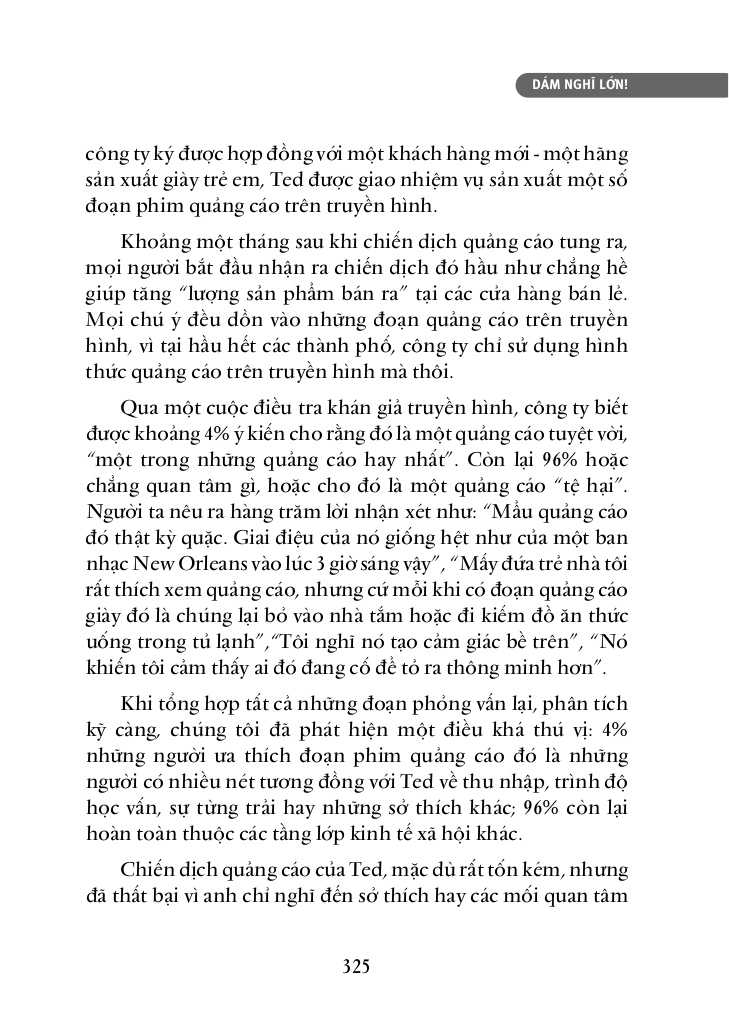 DÁM NGHĨ LỚN!
công ty ký được hợp đồng với một khách hàng mới - một hãng
sản xuất giày trẻ em, Ted được giao nhiệm vụ sản xuất một số
đoạn phim quảng cáo trên truyền hình.
Khoảng một tháng sau khi chiến dịch quảng cáo tung ra,
mọi người bắt đầu nhận ra chiến dịch đó hầu như chẳng hề
giúp tăng “lượng sản phẩm bán ra” tại các cửa hàng bán lẻ.
Mọi chú ý đều dồn vào những đoạn quảng cáo trên truyền
hình, vì tại hầu hết các thành phố, công ty chỉ sử dụng hình
thức quảng cáo trên truyền hình mà thôi.
Qua một cuộc điều tra khán giả truyền hình, công ty biết
được khoảng 4% ý kiến cho rằng đó là một quảng cáo tuyệt vời,
“một trong những quảng cáo hay nhất”. Còn lại 96% hoặc
chẳng quan tâm gì, hoặc cho đó là một quảng cáo “tệ hại”.
Người ta nêu ra hàng trăm lời nhận xét như: “Mẩu quảng cáo
đó thật kỳ quặc. Giai điệu của nó giống hệt như của một ban
nhạc New Orleans vào lúc 3 giờ sáng vậy”, “Mấy đứa trẻ nhà tôi
rất thích xem quảng cáo, nhưng cứ mỗi khi có đoạn quảng cáo
giày đó là chúng lại bỏ vào nhà tắm hoặc đi kiếm đồ ăn thức
uống trong tủ lạnh”,“Tôi nghĩ nó tạo cảm giác bề trên”, “Nó
khiến tôi cảm thấy ai đó đang cố để tỏ ra thông minh hơn”.
Khi tổng hợp tất cả những đoạn phỏng vấn lại, phân tích
kỹ càng, chúng tôi đã phát hiện một điều khá thú vị: 4%
những người ưa thích đoạn phim quảng cáo đó là những
người có nhiều nét tương đồng với Ted về thu nhập, trình độ
học vấn, sự từng trải hay những sở thích khác; 96% còn lại
hoàn toàn thuộc các tầng lớp kinh tế xã hội khác.
Chiến dịch quảng cáo của Ted, mặc dù rất tốn kém, nhưng
đã thất bại vì anh chỉ nghĩ đến sở thích hay các mối quan tâm
325